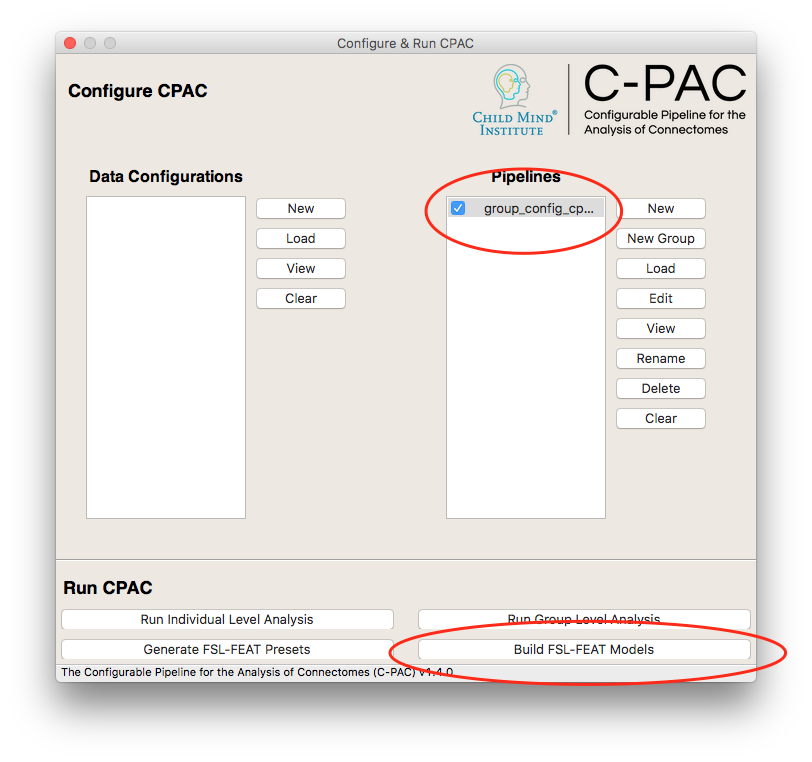 Configure & Run CPAC
Configure CPAC
CHILD MIND®
INSTITUTE
C-PAC
Configurable Pipeline for the
Analysis of Connectomes
Data Configurations
New
Load
View
Clear
Pipelines
group_config_cp...
New
New Group
Load
Edit
View
Rename
Delete
Clear
Run CPAC
Run Individual Level Analysis
Run Group Level Analysis
Generate FSL-FEAT Presets
Build FSL-FEAT Models
The Configurable Pipeline for the Analysis of Connectomes (C-PAC) v1.4.0